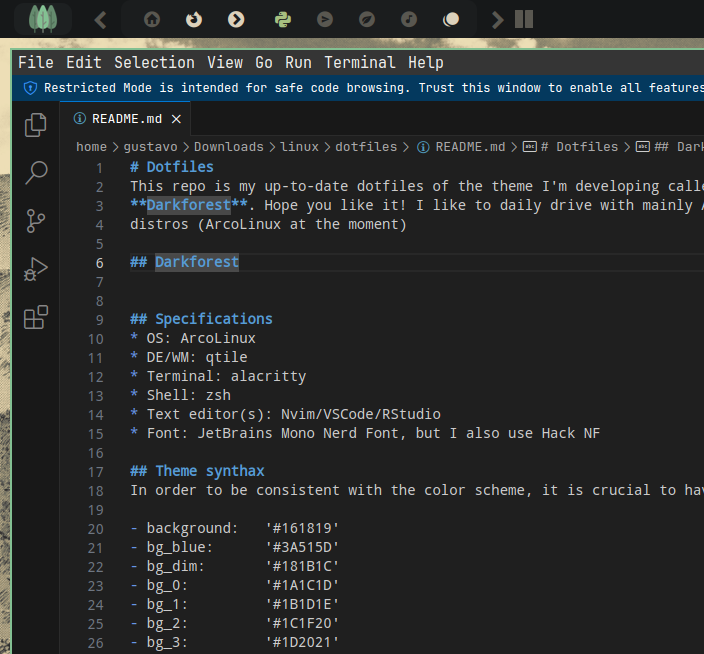 File Edit Selection View Go Run Terminal Help
Restricted Mode is intended for safe code browsing. Trust this window to enable all features
README.md
home > gustavo > Downloads > linux > dotfiles > README.md > # Dotfiles > ## Dark
1 # Dotfiles
2 This repo is my up-to-date dotfiles of the theme I'm developing calle
3 **Darkforest**. Hope you like it! I like to daily drive with mainly A
4 distros (ArcoLinux at the moment)
5
6 ## Darkforest
7
8
9 ## Specifications
10 * OS: ArcoLinux
11 * DE/WM: qtile
12 * Terminal: alacritty
13 * Shell: zsh
14 * Text editor(s): Nvim/VSCode/RStudio
15 * Font: JetBrains Mono Nerd Font, but I also use Hack NF
16
17 ## Theme synthax
18 In order to be consistent with the color scheme, it is crucial to hav
19
20 - background: '#161819'
21 - bg_blue: '#3A515D'
22 - bg_dim: '#181B1C'
23 - bg_0: '#1A1C1D'
24 - bg_1: '#1B1D1E'
25 - bg_2: '#1C1F20'
26 - bg_3: '#1D2021'